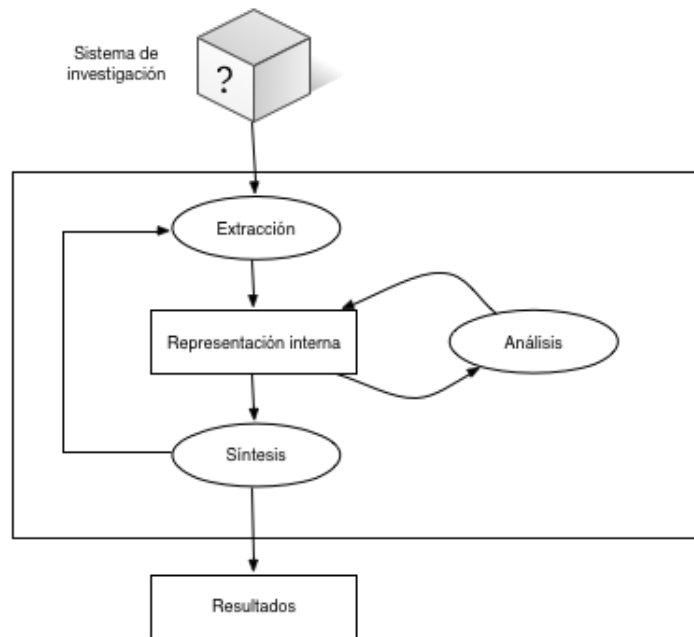 Sistema de
investigación
?
Extracción
Representación interna
Análisis
Síntesis
Resultados